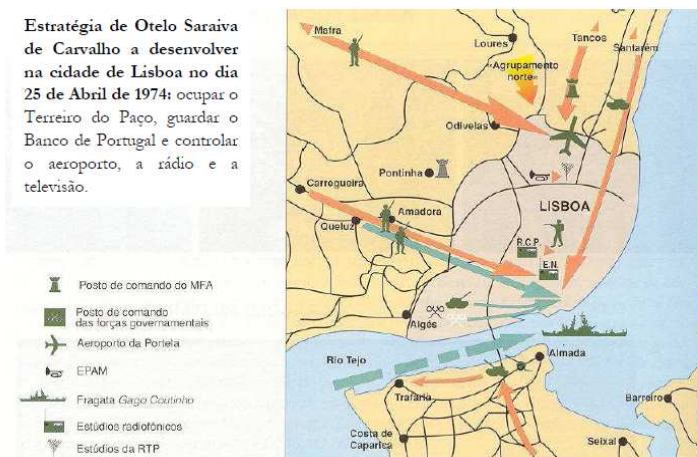 Estratégia de Otelo Saraiva
de Carvalho a desenvolver
na cidade de Lisboa no dia
25 de Abril de 1974: ocupar o
Terreiro do Paço, guardar o
Banco de Portugal e controlar
o aeroporto, a rádio e a
televisão.
Posto de comando do MFA
Posto de comando
das forças governamentais
Aeroporto da Portela
EPAM
Fragata Gago Coutinho
Estúdios radiofónicos
Estúdios da RTP
Mafra
Loures
Tancos
Santarém
«Agrupamento
norte»
Odivelas
Pontinha
Carregueira
Amadora
Queluz
LISBOA
R.C.P.
E.N.
Algés
Rio Tejo
Almada
Trafaria
Barreiro
Costa de
Caparica
Seixal